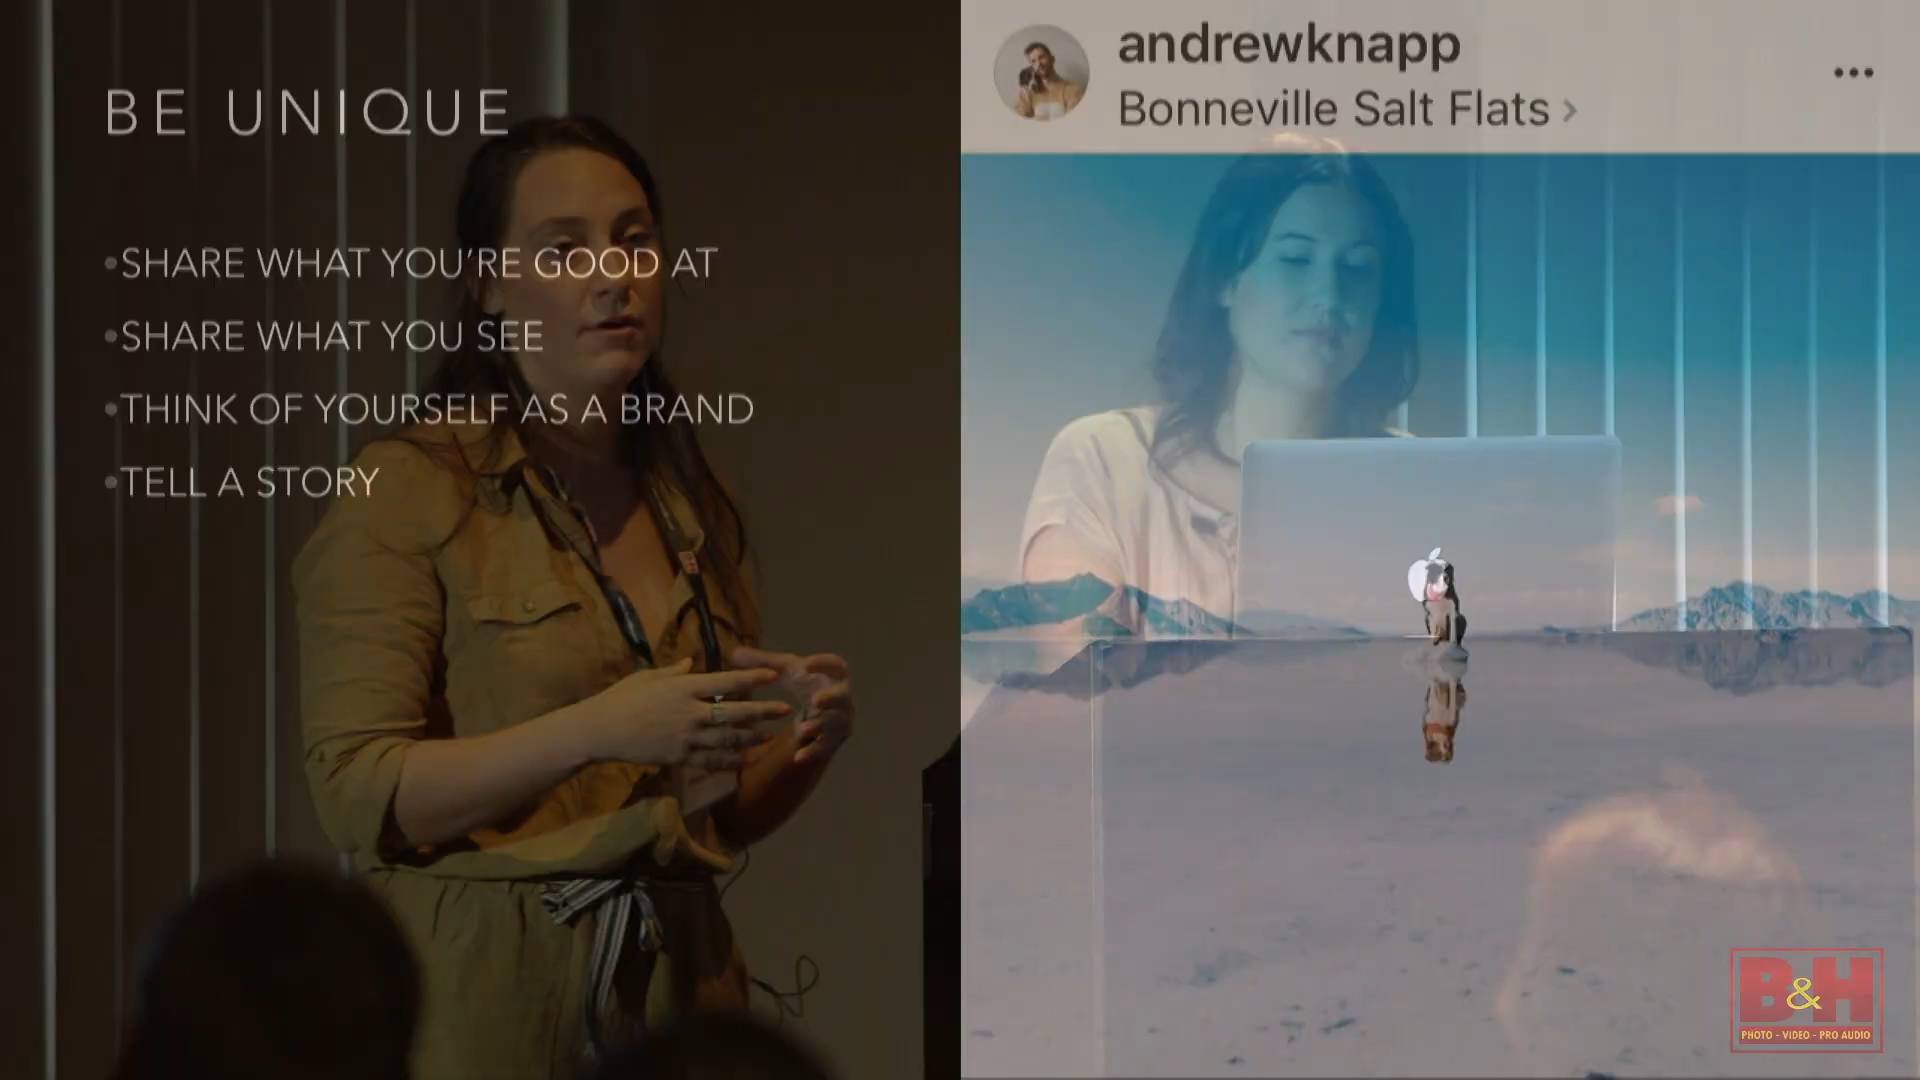 BE UNIQUE
•SHARE WHAT YOU'RE GOOD AT
•SHARE WHAT YOU SEE
•THINK OF YOURSELF AS A BRAND
•TELL A STORY
andrewknapp
Bonneville Salt Flats >
B&H
PHOTO - VIDEO - PRO AUDIO